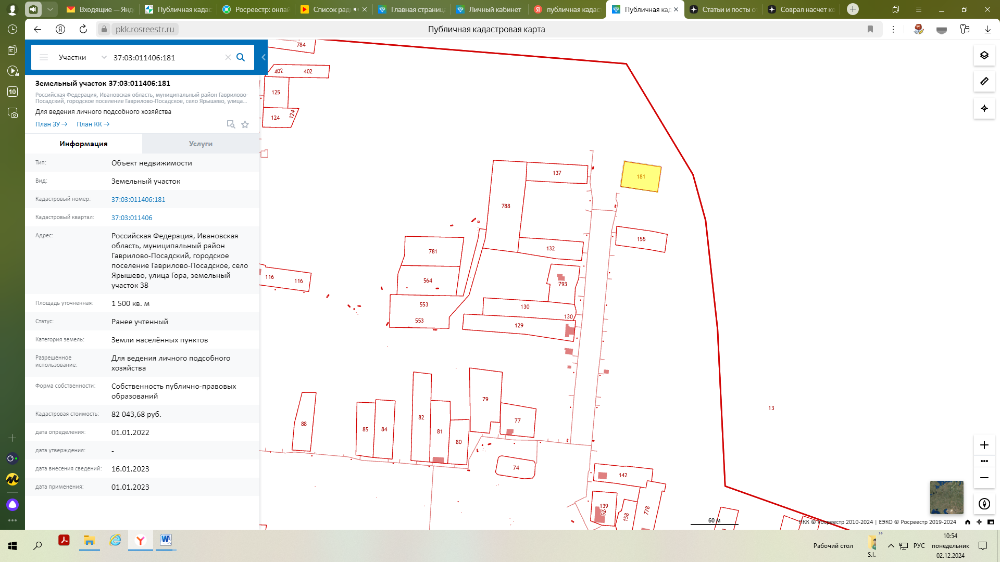 Входящие — Янд
Публичная кадас
Росреестр: онлай
Список рад
Главная страниц
Личный кабинет
публичная кадаст
Публичная кад
Статьи и посты о
Соврал насчет ко
pkk.rosreestr.ru
Публичная кадастровая карта
10
Участки
37:03:011406:181
Земельный участок 37:03:011406:181
Российская Федерация, Ивановская область, муниципальный район Гаврилово-
Посадский, городское поселение Гаврилово-Посадское, село Ярышево, улица...
Для ведения личного подсобного хозяйства
План ЗУ →
План КК →
Информация
Услуги
Тип:
Объект недвижимости
Вид:
Земельный участок
Кадастровый номер:
37:03:011406:181
Кадастровый квартал:
37:03:011406
Адрес:
Российская Федерация, Ивановская
область, муниципальный район
Гаврилово-Посадский, городское
поселение Гаврилово-Посадское, село
Ярышево, улица Гора, земельный
участок 38
Площадь уточненная:
1 500 кв. м
Статус:
Ранее учтенный
Категория земель:
Земли населённых пунктов
Разрешенное
использование:
Для ведения личного подсобного
хозяйства
Форма собственности:
Собственность публично-правовых
образований
Кадастровая стоимость:
82 043,68 руб.
дата определения:
01.01.2022
дата утверждения:
-
дата внесения сведений:
16.01.2023
дата применения:
01.01.2023
784
402
402
125
124
124
137
181
788
155
132
781
116
116
564
793
553
130
130
553
129
79
82
77
88
85
84
81
80
13
74
142
139
52
158
778
60 м
ПКК © Росреестр 2010-2024 | ЕЭКО © Росреестр 2019-2024
Рабочий стол
S.I..
РУС
10:54
понедельник
02.12.2024